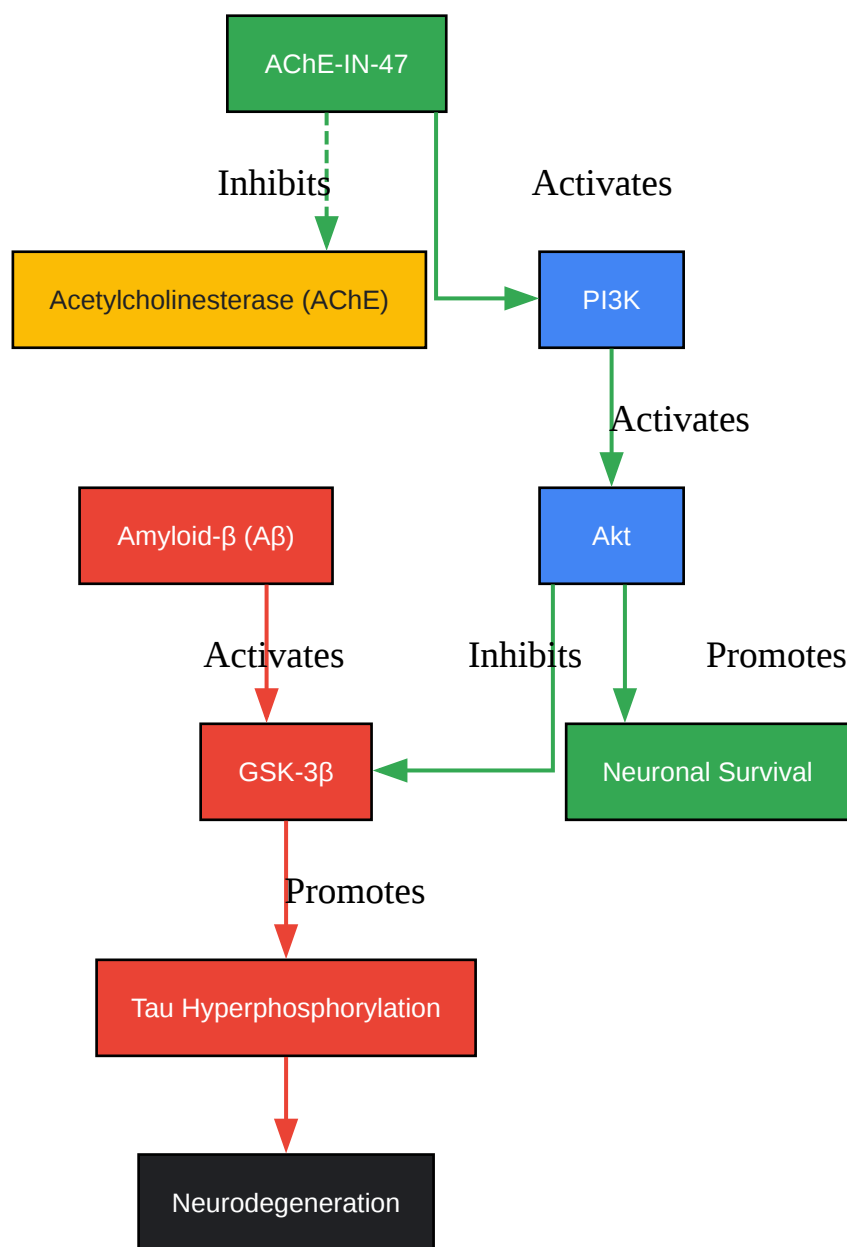 AChE-IN-47
Inhibits
Activates
Acetylcholinesterase (AChE)
PI3K
Activates
Amyloid-β (Aβ)
Akt
Activates
Inhibits
Promotes
GSK-3β
Neuronal Survival
Promotes
Tau Hyperphosphorylation
Neurodegeneration